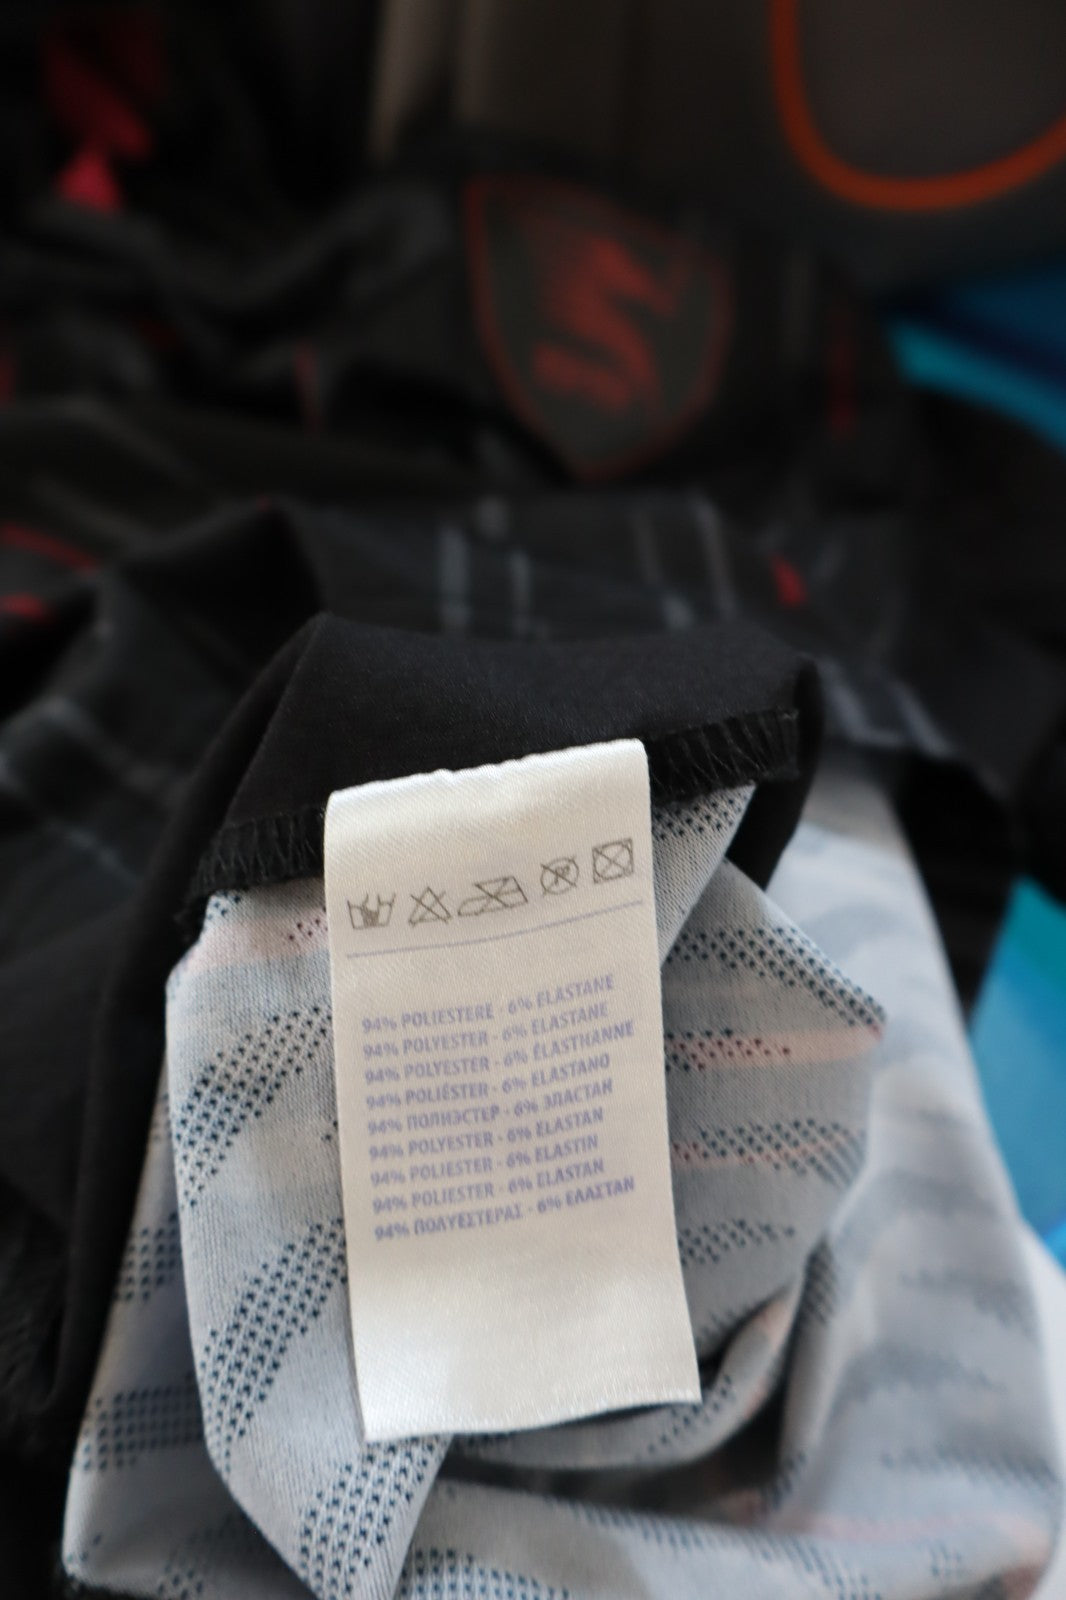 94% POLIESTERE - 6% ELASTANE
94% POLYESTER - 6% ELASTANE
94% POLYESTER - 6% ÉLASTHANNE
94% POLIÉSTER - 6% ELASTANO
94% ПОЛИЭСТЕР - 6% ЭЛАСТАН
94% POLYESTER - 6% ELASTAN
94% POLIESTER - 6% ELASTIN
94% POLIESTER - 6% ELASTAN
94% ΠΟΛΥΕΣΤΕΡΑΣ - 6% ΕΛΑΣΤΑΝ